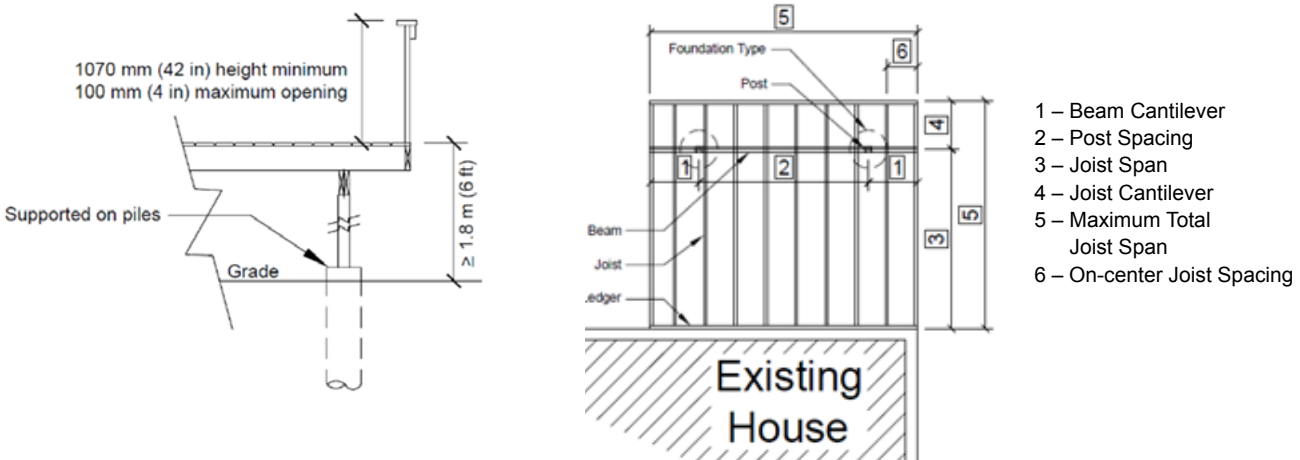 1070 mm (42 in) height minimum
100 mm (4 in) maximum opening
≥ 1.8 m (6 ft)
Supported on piles
Grade
5
6
Foundation Type
Post
4
1
2
1
5
3
Beam
Joist
edger
Existing
House
1 – Beam Cantilever
2 – Post Spacing
3 – Joist Span
4 – Joist Cantilever
5 – Maximum Total
Joist Span
6 – On-center Joist Spacing